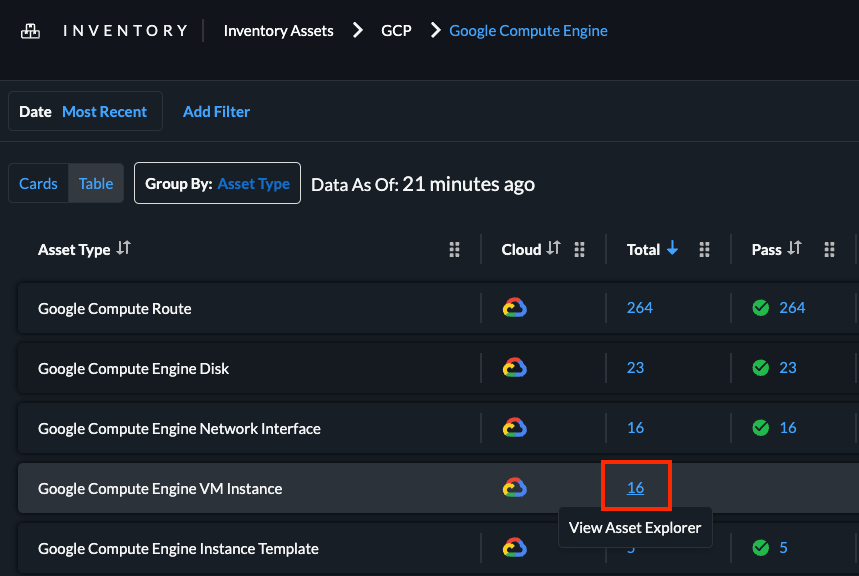 INVENTORY Inventory Assets GCP Google Compute Engine
Date Most Recent Add Filter
Cards Table Group By: Asset Type Data As Of: 21 minutes ago
Asset Type Cloud Total Pass
Google Compute Route 264 264
Google Compute Engine Disk 23 23
Google Compute Engine Network Interface 16 16
Google Compute Engine VM Instance 16
View Asset Explorer
Google Compute Engine Instance Template 5